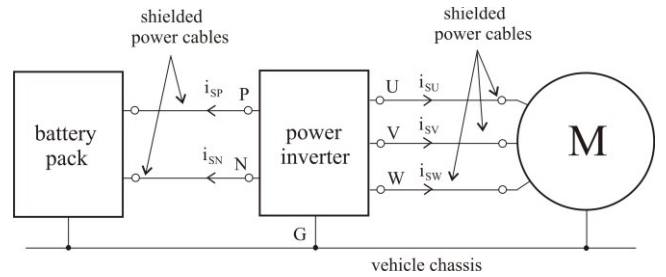 shielded
power cables
shielded
power cables
battery
pack
i_SP
P
i_SN
N
power
inverter
G
U
i_SU
V
i_SV
W
i_SW
M
vehicle chassis